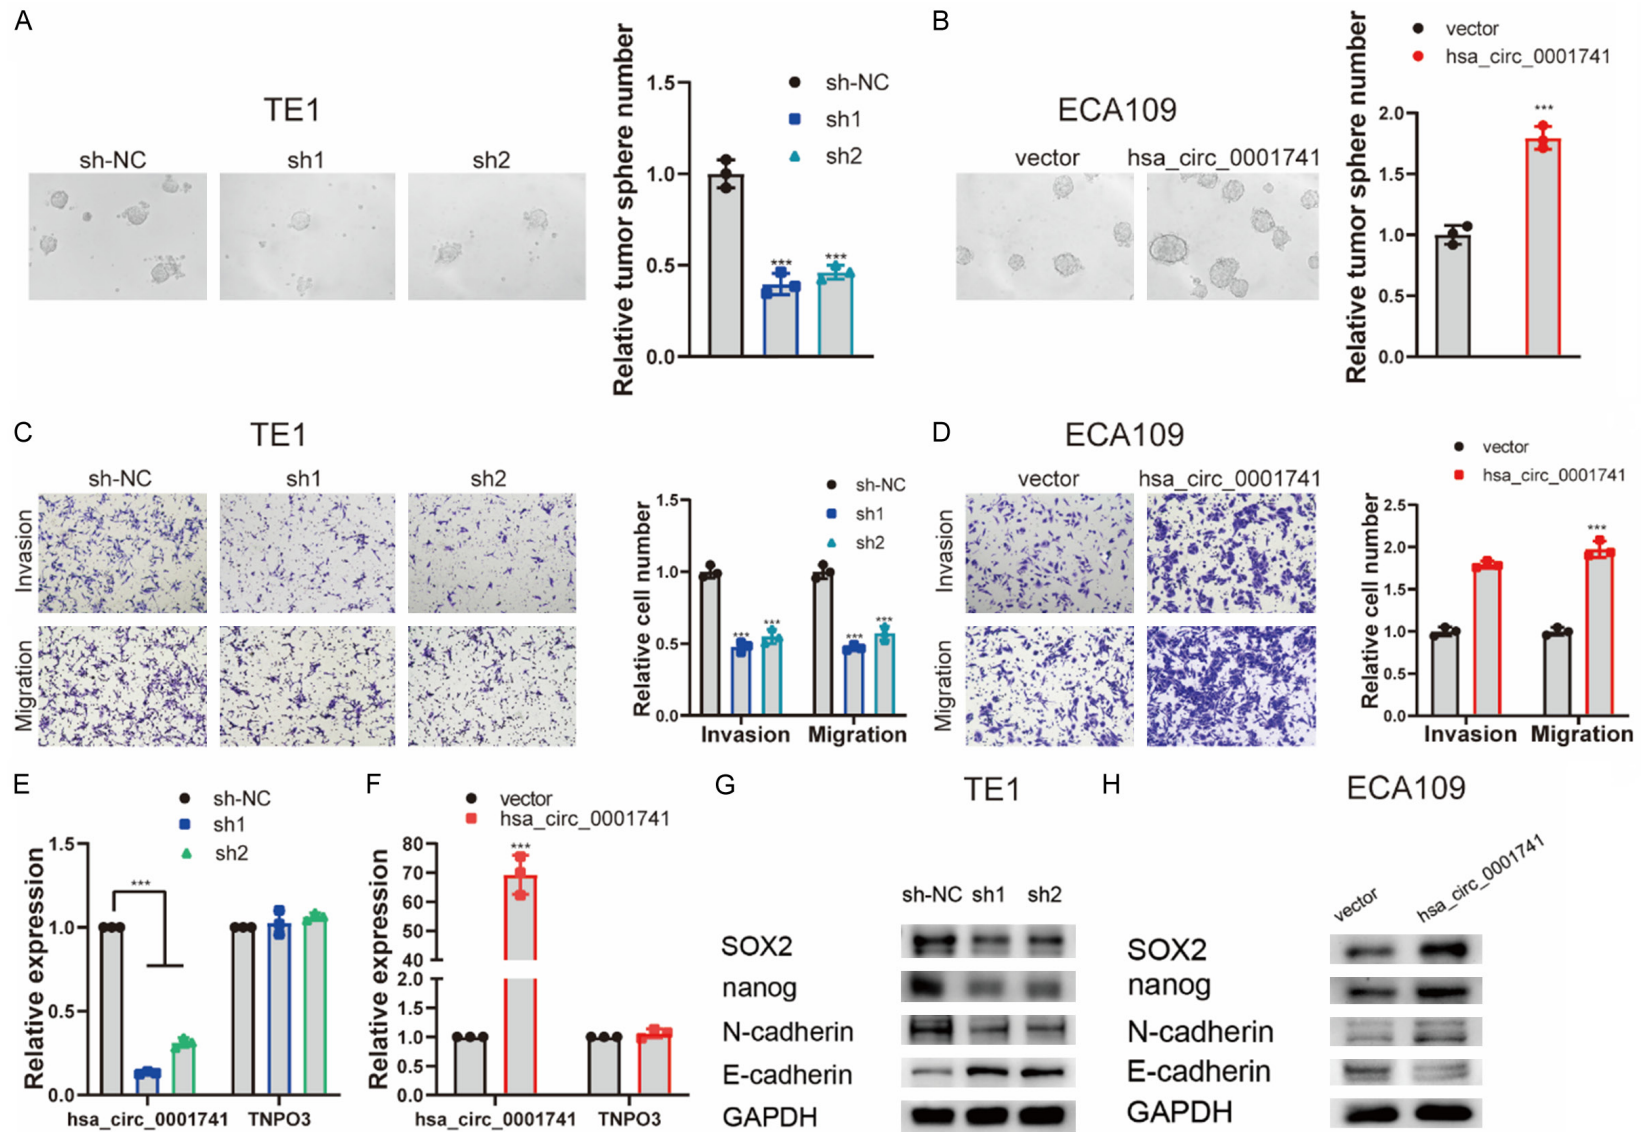 A
TE1
sh-NC sh1 sh2
Relative tumor sphere number
1.5
1.0
0.5
0.0
sh-NC
sh1
sh2
*** ***
B
ECA109
vector hsa_circ_0001741
Relative tumor sphere number
2.0
1.5
1.0
0.5
0.0
vector
hsa_circ_0001741
***
C
TE1
sh-NC sh1 sh2
Invasion
Migration
Relative cell number
1.5
1.0
0.5
0.0
sh-NC
sh1
sh2
*** *** *** ***
Invasion Migration
D
ECA109
vector hsa_circ_0001741
Invasion
Migration
Relative cell number
2.5
2.0
1.5
1.0
0.5
0.0
vector
hsa_circ_0001741
***
Invasion Migration
E
sh-NC
sh1
sh2
Relative expression
1.5
1.0
0.5
0.0
***
hsa_circ_0001741 TNPO3
F
vector
hsa_circ_0001741
Relative expression
80
70
60
50
40
2.0
1.5
1.0
0.5
0.0
***
hsa_circ_0001741 TNPO3
G
TE1
sh-NC sh1 sh2
SOX2
nanog
N-cadherin
E-cadherin
GAPDH
H
ECA109
vector hsa_circ_0001741
SOX2
nanog
N-cadherin
E-cadherin
GAPDH